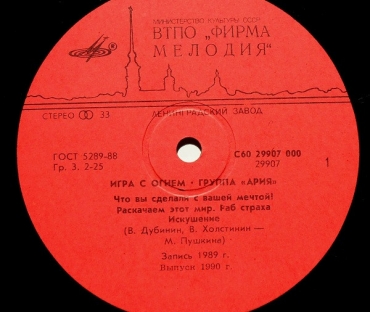 МИНИСТЕРСТВО КУЛЬТУРЫ СССР
ВТПО „ФИРМА
МЕЛОДИЯ"
СТЕРЕО 33
ЛЕНИНГРАДСКИЙ ЗАВОД
ГОСТ 5289-88
Гр. 3. 2-25
С60 29907 000
29907
1
ИГРА С ОГНЕМ · ГРУППА «АРИЯ»
Что вы сделали с вашей мечтой!
Раскачаем этот мир. Раб страха
Искушение
(В. Дубинин, В. Холстинин —
М. Пушкина)
Запись 1989 г.
Выпуск 1990 г.